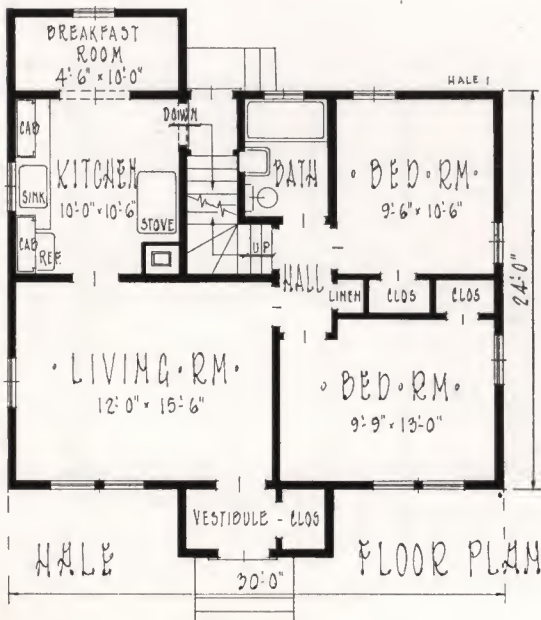 BREAKFAST
ROOM
4'-6" × 10'-0"
HALE 1
CAB
DOWN
KITCHEN
10'-0" × 10'-6"
SINK
STOVE
CAB
REF.
BATH
• BED • RM •
9'-6" × 10'-6"
UP
HALL
LINEN
CLOS
CLOS
24'-0"
• LIVING • RM •
12'-0" × 15'-6"
• BED • RM •
9'-9" × 13'-0"
VESTIBULE - CLOS
HALE
FLOOR PLAN
30'-0"